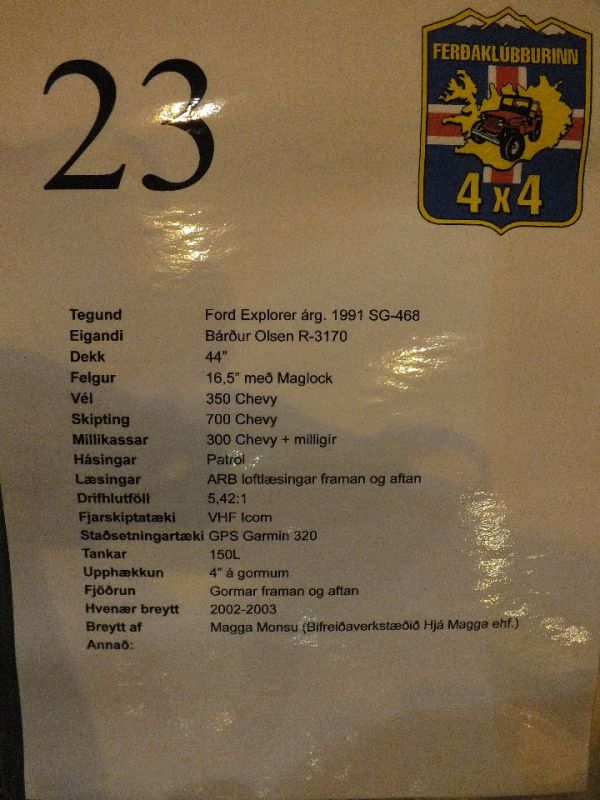 23
FERÐAKLÚBBURINN
4x4
Tegund Ford Explorer árg. 1991 SG-468
Eigandi Bárður Olsen R-3170
Dekk 44"
Felgur 16,5" með Maglock
Vél 350 Chevy
Skipting 700 Chevy
Millikassar 300 Chevy + milligír
Hásingar Patrol
Læsingar ARB loftlæsingar framan og aftan
Drifhlutföll 5,42:1
Fjarskiptatæki VHF Icom
Staðsetningartæki GPS Garmin 320
Tankar 150L
Upphækkun 4" á gormum
Fjöðrun Gormar framan og aftan
Hvenær breytt 2002-2003
Breytt af Magga Monsu (Bifreiðaverkstæðið Hjá Magga ehf.)
Annað: